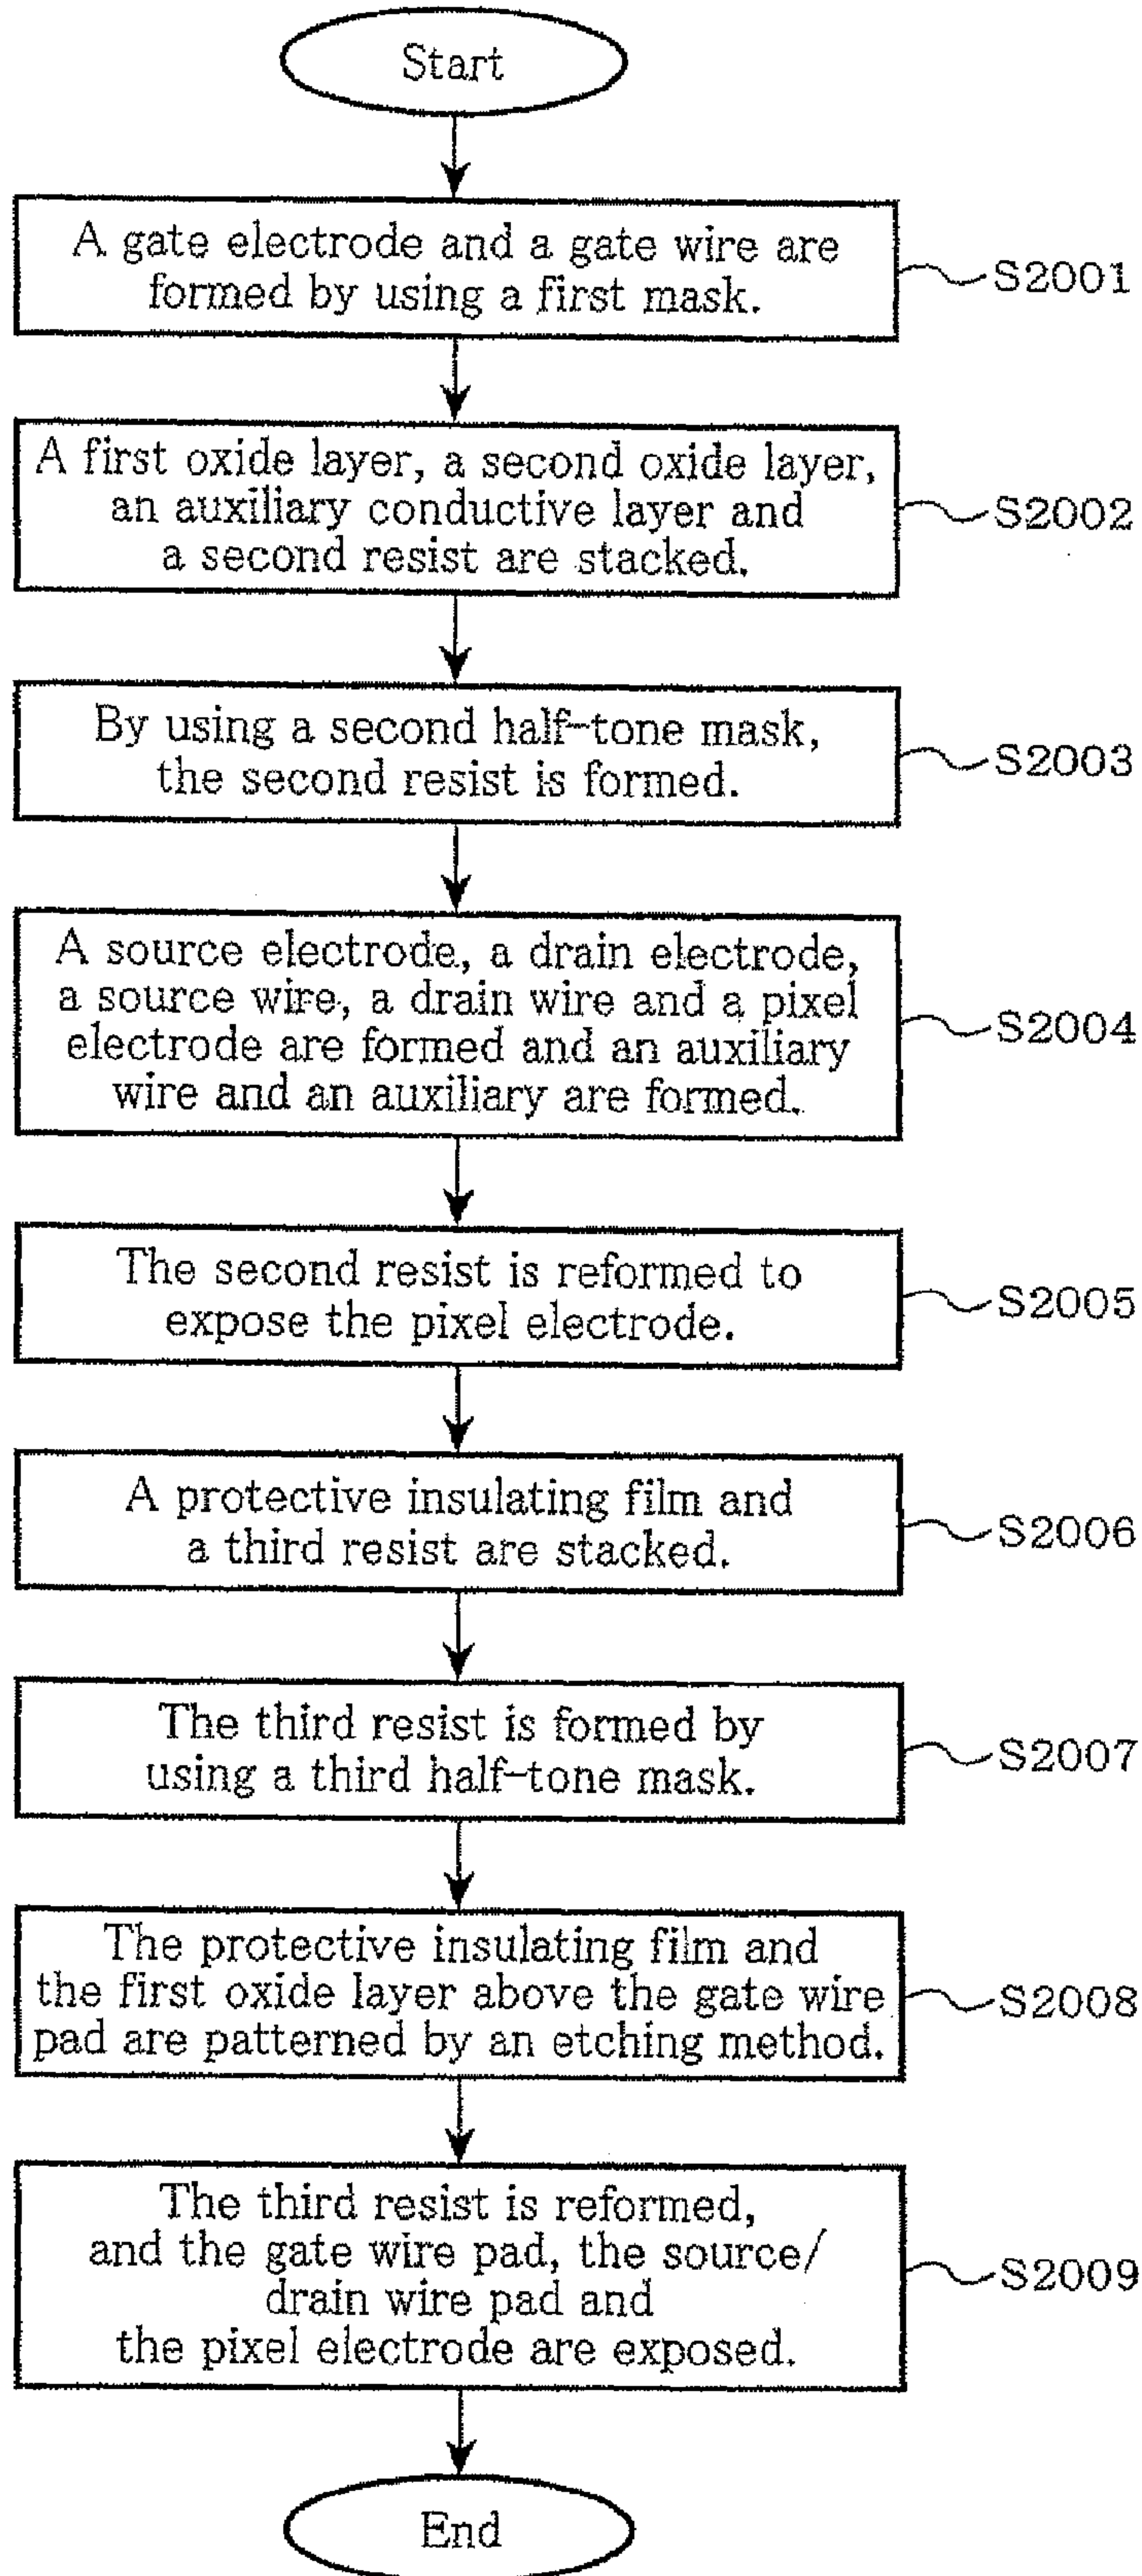 Start
A gate electrode and a gate wire are
formed by using a first mask.
S2001
A first oxide layer, a second oxide layer,
an auxiliary conductive layer and
a second resist are stacked.
S2002
By using a second half-tone mask,
the second resist is formed.
S2003
A source electrode, a drain electrode,
a source wire, a drain wire and a pixel
electrode are formed and an auxiliary
wire and an auxiliary are formed.
S2004
The second resist is reformed to
expose the pixel electrode.
S2005
A protective insulating film and
a third resist are stacked.
S2006
The third resist is formed by
using a third half-tone mask.
S2007
The protective insulating film and
the first oxide layer above the gate wire
pad are patterned by an etching method.
S2008
The third resist is reformed,
and the gate wire pad, the source/
drain wire pad and
the pixel electrode are exposed.
S2009
End